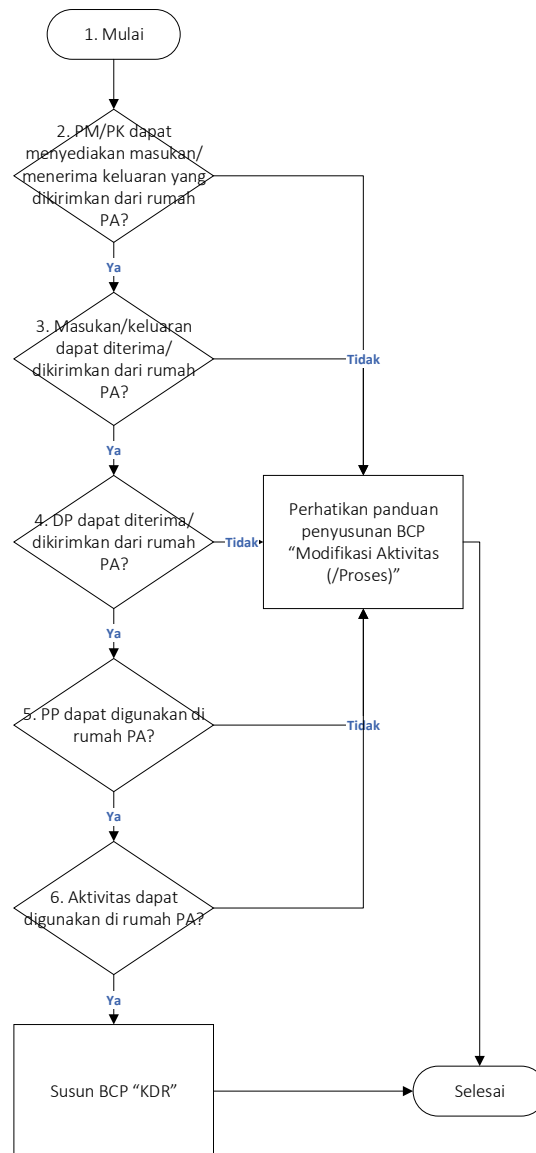 1. Mulai
2. PM/PK dapat
menyediakan masukan/
menerima keluaran yang
dikirimkan dari rumah
PA?
Ya
3. Masukan/keluaran
dapat diterima/
dikirimkan dari rumah
PA?
Tidak
Ya
4. DP dapat diterima/
dikirimkan dari rumah
PA?
Tidak
Perhatikan panduan
penyusunan BCP
“Modifikasi Aktivitas
(/Proses)”
Ya
5. PP dapat digunakan di
rumah PA?
Tidak
Ya
6. Aktivitas dapat
digunakan di rumah PA?
Ya
Susun BCP “KDR”
Selesai